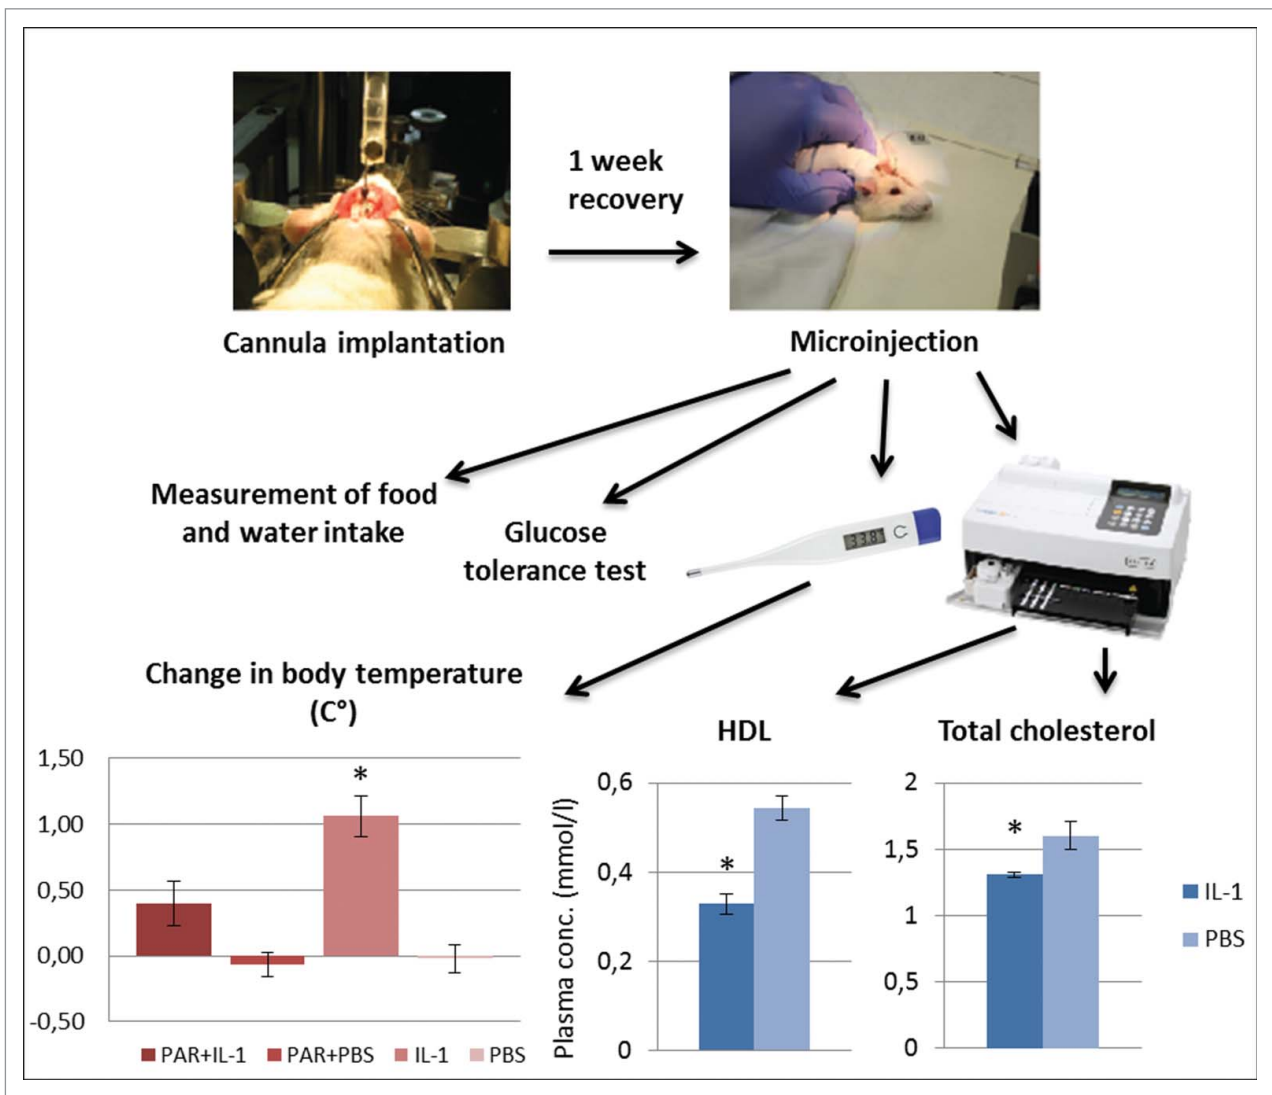 1 week
recovery
Cannula implantation
Microinjection
Measurement of food
and water intake
Glucose
tolerance test
C
Change in body temperature
(C°)
HDL
Total cholesterol
1,50
1,00
0,50
0,00
-0,50
*
PAR+IL-1
PAR+PBS
IL-1
PBS
Plasma conc. (mmol/l)
0,6
0,4
0,2
0
*
2
1,5
1
0,5
0
*
IL-1
PBS